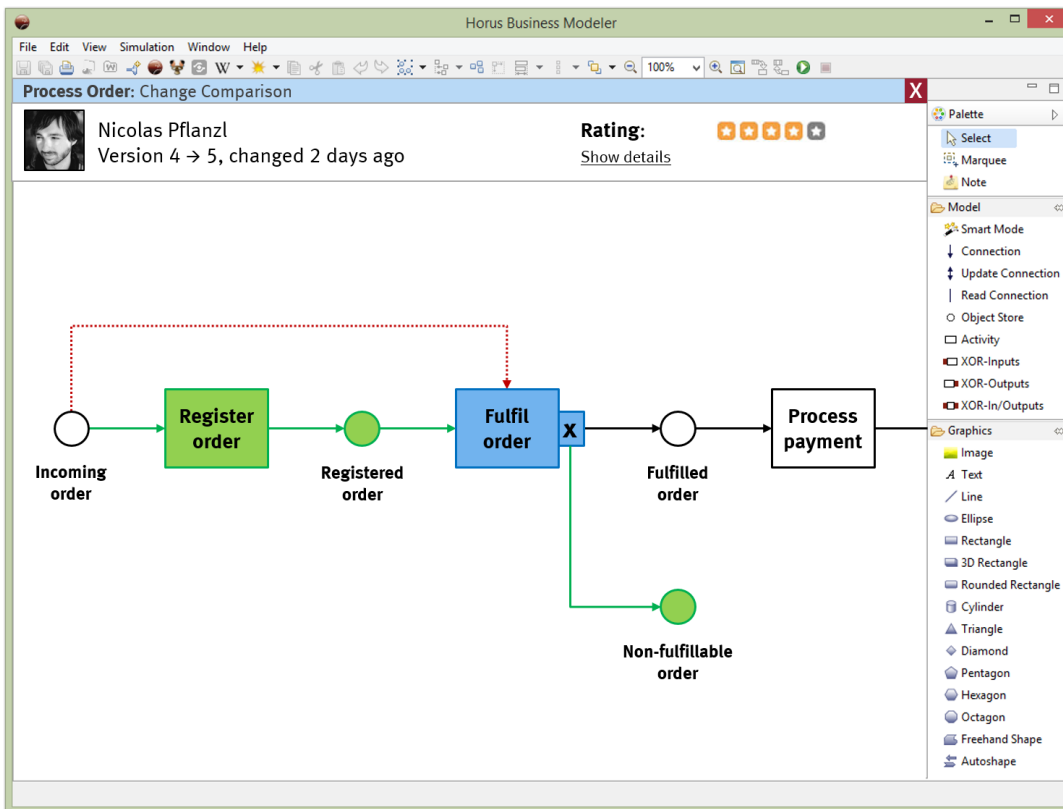 Horus Business Modeler
File Edit View Simulation Window Help
W 100%
Process Order: Change Comparison X
Nicolas Pflanzl
Version 4 → 5, changed 2 days ago
Rating:
Show details
Register
order
Fulfil
order
X
Process
payment
Incoming
order
Registered
order
Fulfilled
order
Non-fulfillable
order
Palette
Select
Marquee
Note
Model
Smart Mode
Connection
Update Connection
Read Connection
Object Store
Activity
XOR-Inputs
XOR-Outputs
XOR-In/Outputs
Graphics
Image
A Text
Line
Ellipse
Rectangle
3D Rectangle
Rounded Rectangle
Cylinder
Triangle
Diamond
Pentagon
Hexagon
Octagon
Freehand Shape
Autoshape